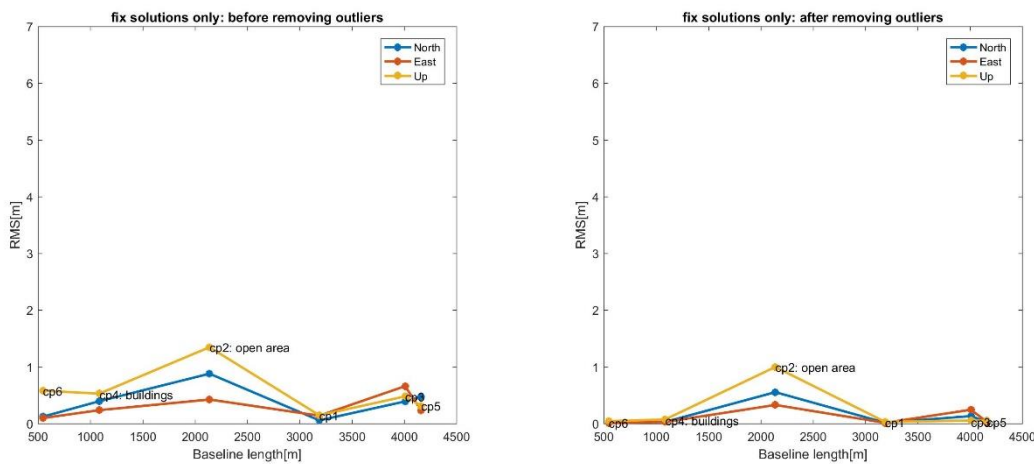 fix solutions only: before removing outliers
7
6
5
4
3
2
1
0
RMS[m]
North
East
Up
cp6
cp4: buildings
cp2: open area
cp1
cp5
500 1000 1500 2000 2500 3000 3500 4000 4500
Baseline length[m]
fix solutions only: after removing outliers
7
6
5
4
3
2
1
0
RMS[m]
North
East
Up
cp6
cp4: buildings
cp2: open area
cp1
cp5
500 1000 1500 2000 2500 3000 3500 4000 4500
Baseline length[m]